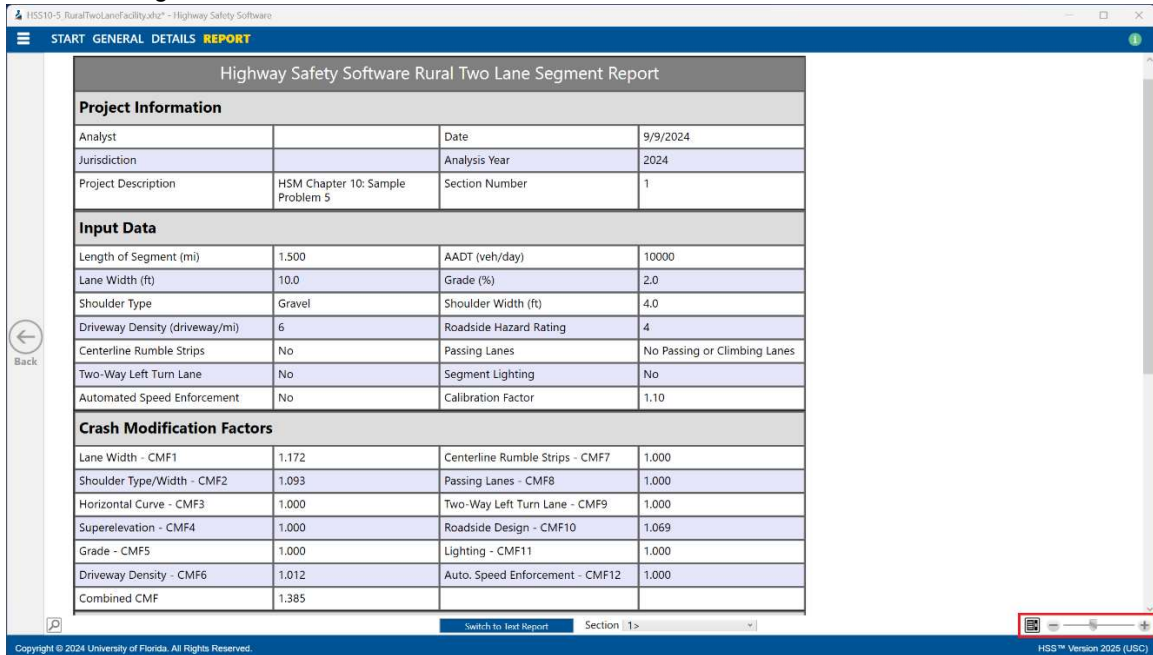 HSS10-5_RuralTwoLaneFacility.xhz* - Highway Safety Software
START GENERAL DETAILS REPORT
Highway Safety Software Rural Two Lane Segment Report
Project Information
Analyst Date 9/9/2024
Jurisdiction Analysis Year 2024
Project Description HSM Chapter 10: Sample Problem 5 Section Number 1
Input Data
Length of Segment (mi) 1.500 AADT (veh/day) 10000
Lane Width (ft) 10.0 Grade (%) 2.0
Shoulder Type Gravel Shoulder Width (ft) 4.0
Driveway Density (driveway/mi) 6 Roadside Hazard Rating 4
Centerline Rumble Strips No Passing Lanes No Passing or Climbing Lanes
Two-Way Left Turn Lane No Segment Lighting No
Automated Speed Enforcement No Calibration Factor 1.10
Back
Crash Modification Factors
Lane Width - CMF1 1.172 Centerline Rumble Strips - CMF7 1.000
Shoulder Type/Width - CMF2 1.093 Passing Lanes - CMF8 1.000
Horizontal Curve - CMF3 1.000 Two-Way Left Turn Lane - CMF9 1.000
Superelevation - CMF4 1.000 Roadside Design - CMF10 1.069
Grade - CMF5 1.000 Lighting - CMF11 1.000
Driveway Density - CMF6 1.012 Auto. Speed Enforcement - CMF12 1.000
Combined CMF 1.385
Switch to Text Report Section 1>
Copyright © 2024 University of Florida. All Rights Reserved. HSS™ Version 2025 (USC)